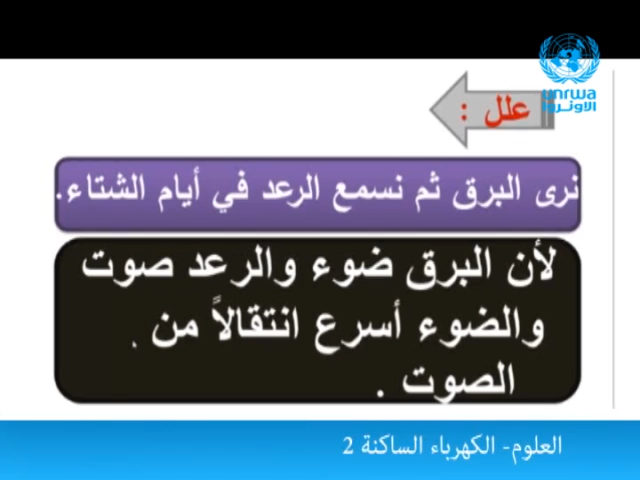 unrwa
الأونروا
علل :
نرى البرق ثم نسمع الرعد في أيام الشتاء.
لأن البرق ضوء والرعد صوت
والضوء أسرع انتقالاً من
الصوت .
العلوم- الكهرباء الساكنة 2